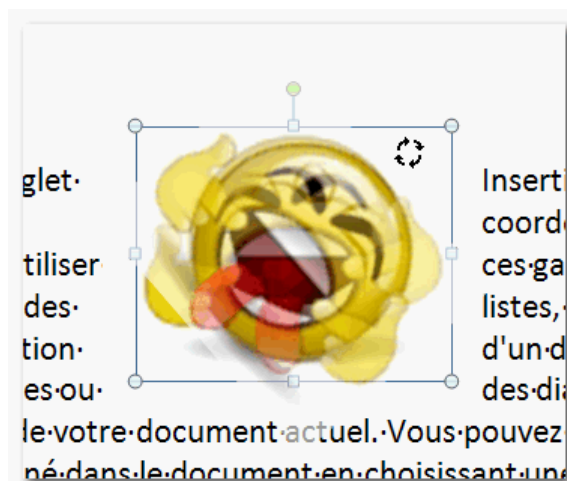 glet· Inserti
coord
tiliser· ces·ga
des· listes,·
tion· d'un·d
es·ou· des·dia
de·votre·document·actuel.·Vous·pouvez·
né·dans·le·document·en·choisissant·une